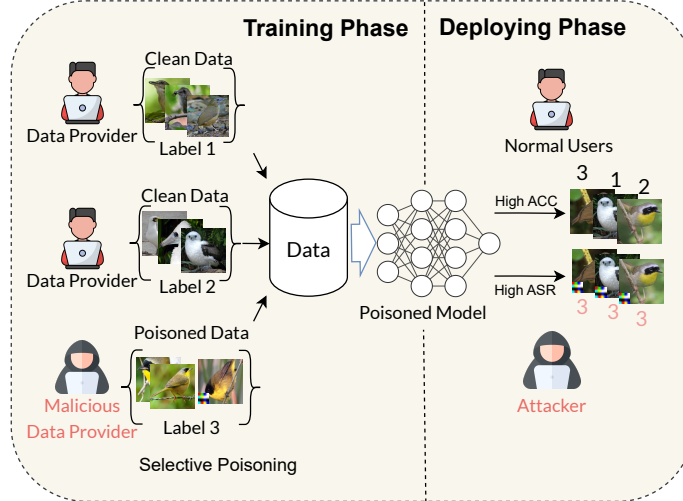 Training Phase
Deploying Phase
Clean Data
Data Provider
Label 1
Clean Data
Data Provider
Label 2
Poisoned Data
Malicious
Data Provider
Label 3
Selective Poisoning
Data
Poisoned Model
Normal Users
High ACC
3 1 2
High ASR
3 3 3
Attacker